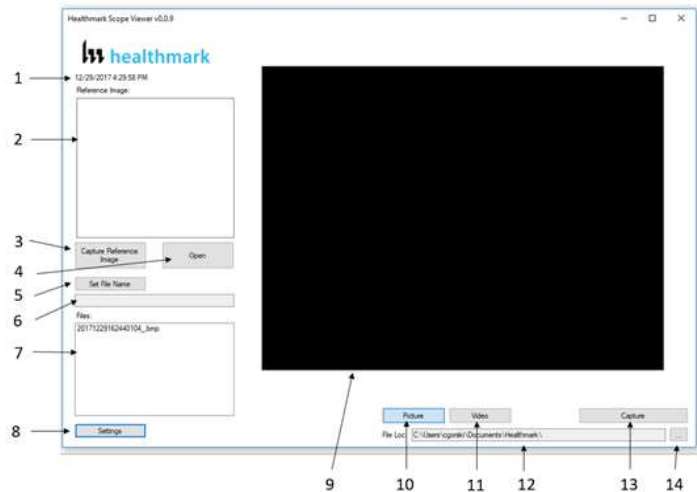 Healthmark Scope Viewer v0.0.9
healthmark
1
12/29/2017 4:29:58 PM
Reference Image:
2
3
Capture Reference
Image
Open
4
5
Set File Name
6
Files:
20171229162440104_.bmp
7
8
Settings
Picture
Video
Capture
File Loc:
C:\Users\cgorski\Documents\Healthmark\
...
9
10
11
12
13
14